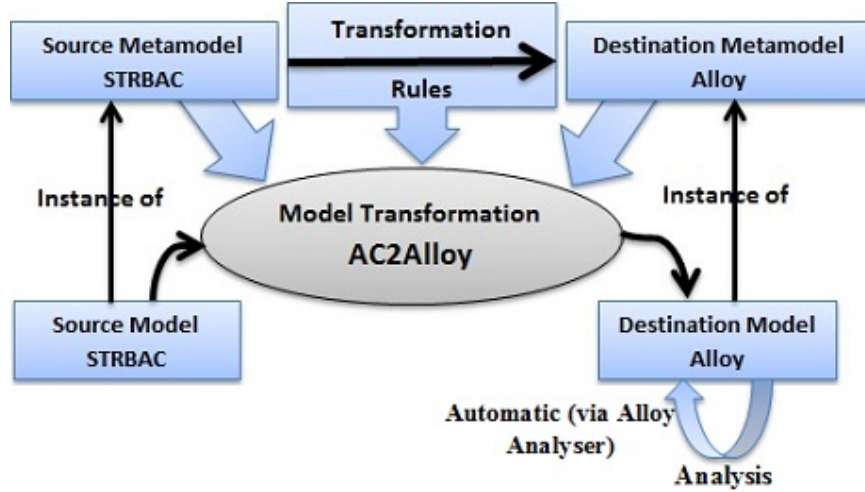 Source Metamodel
STRBAC
Transformation
Rules
Destination Metamodel
Alloy
Instance of
Model Transformation
AC2Alloy
Instance of
Source Model
STRBAC
Destination Model
Alloy
Automatic (via Alloy
Analyser)
Analysis